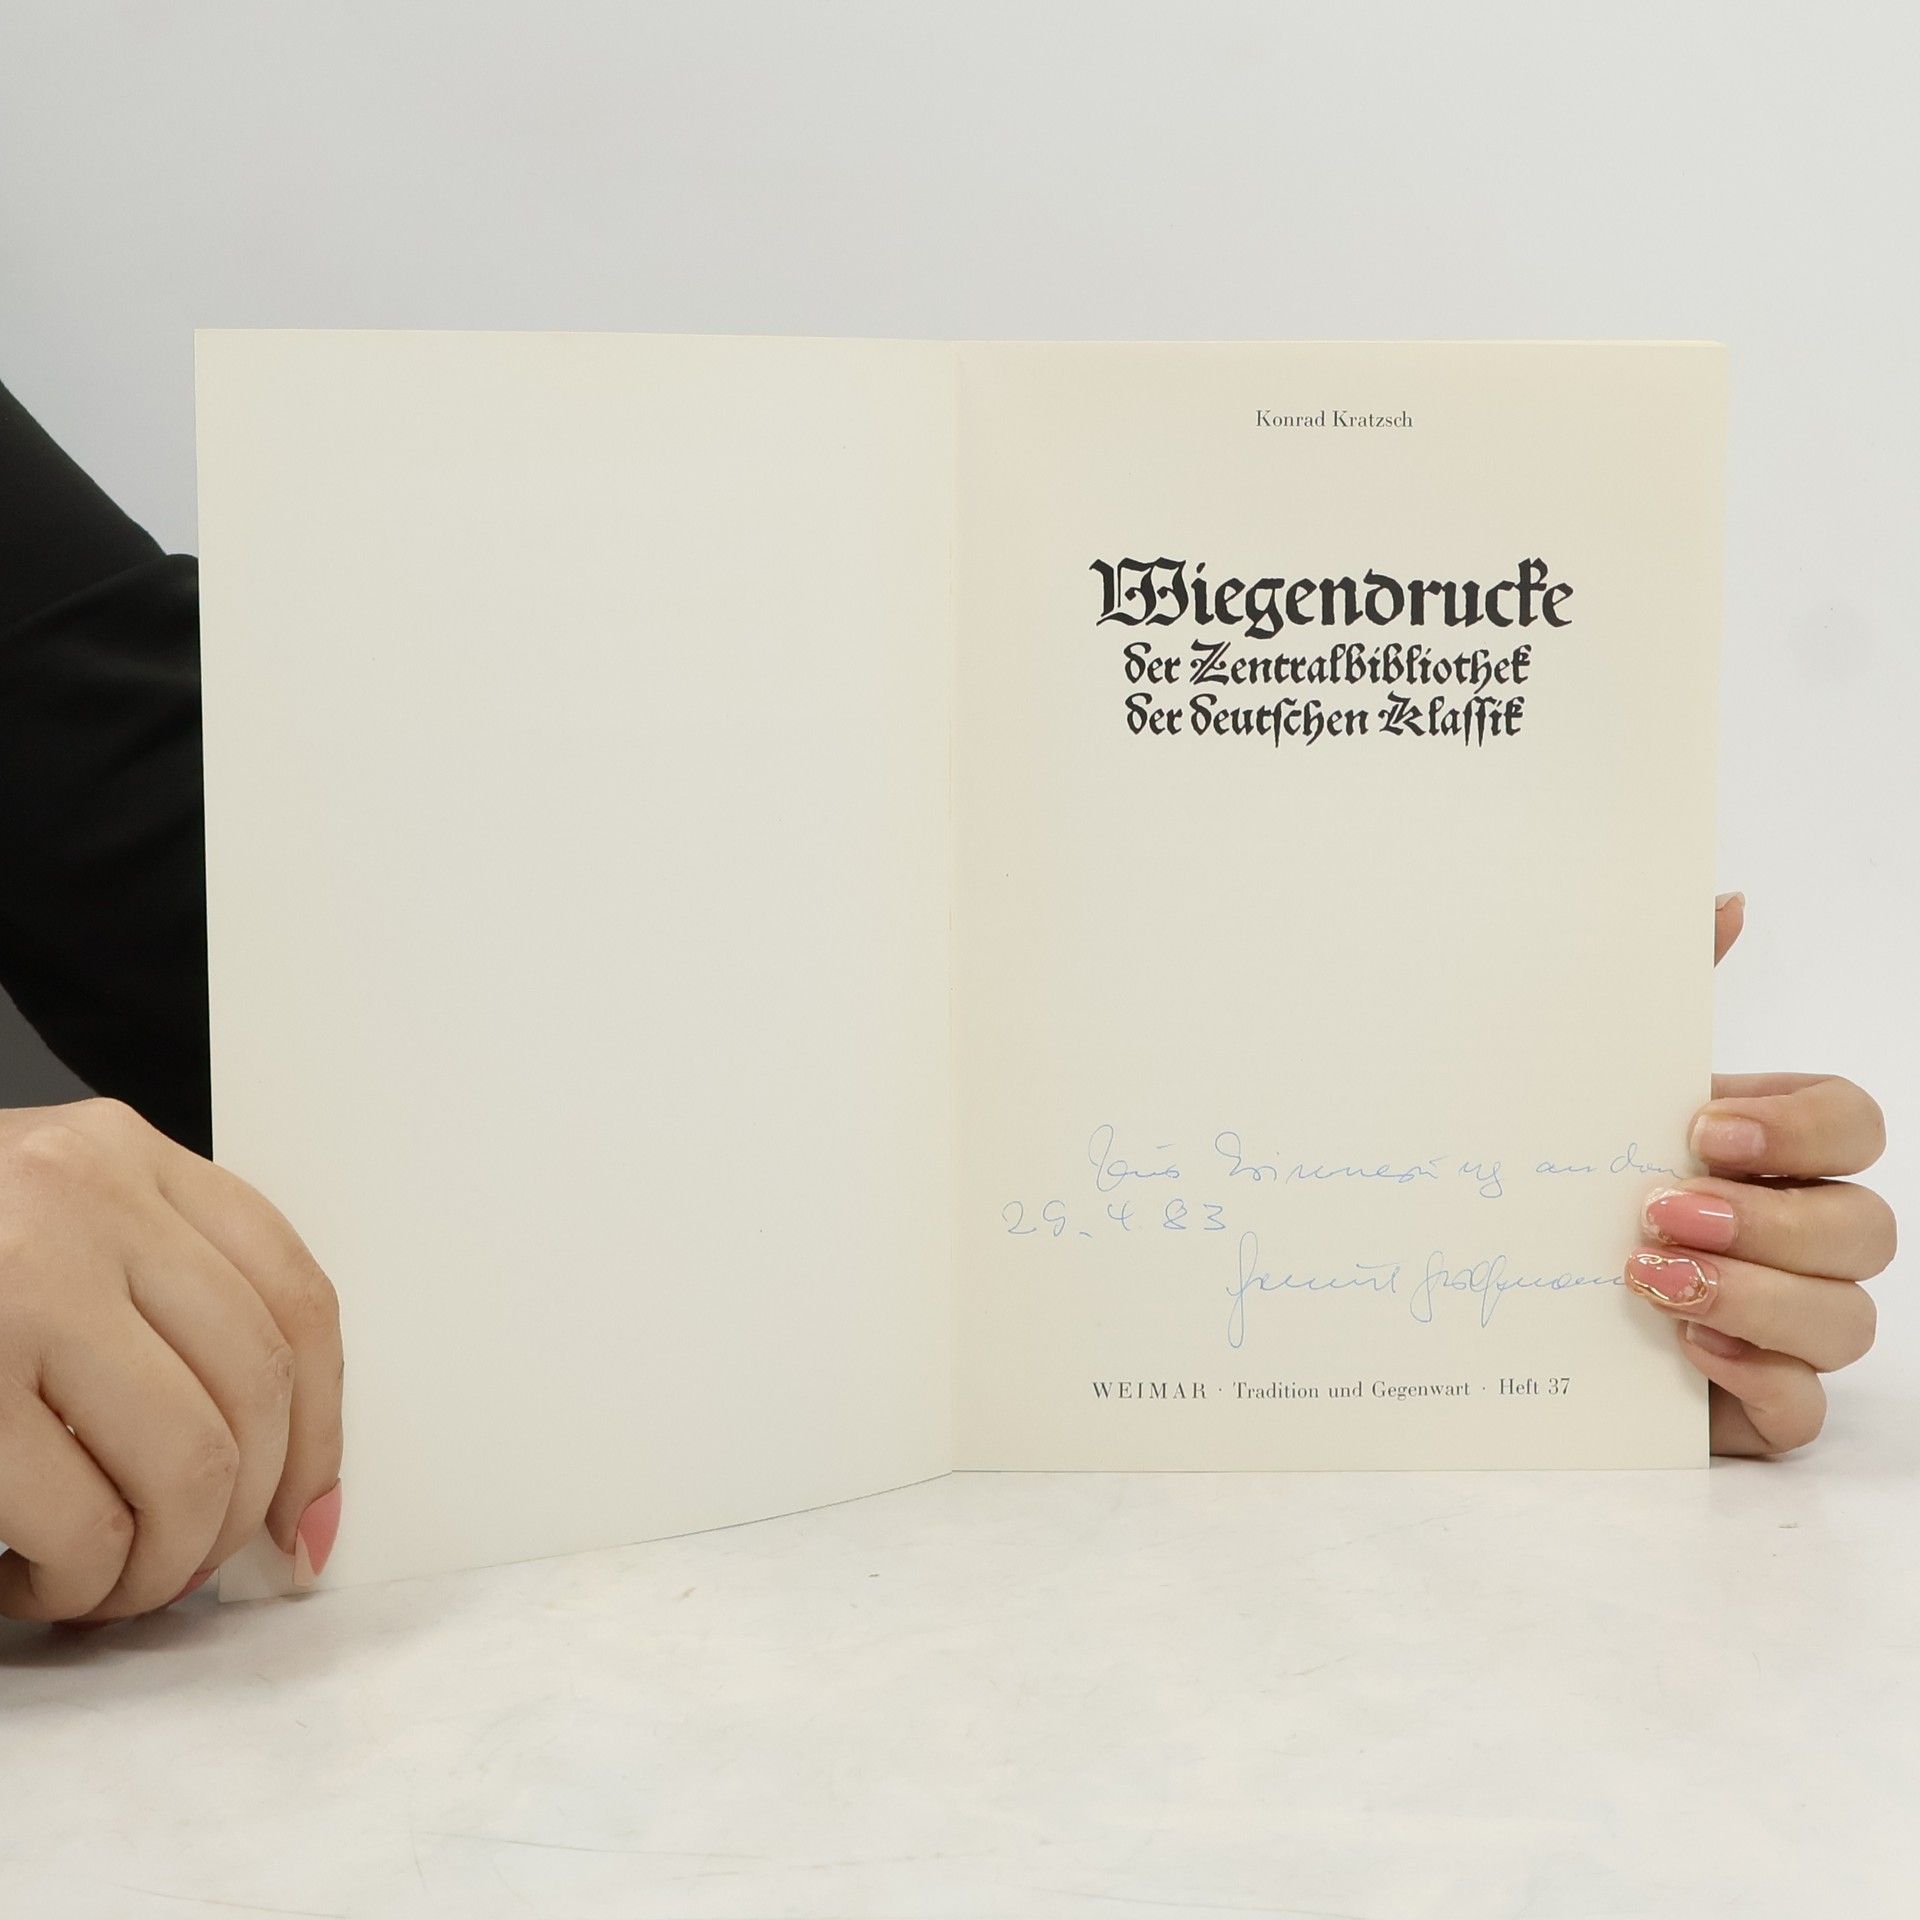 Konrad Kratzsch
Wiegendrucke
der Zentralbibliothek
der deutschen Klassik
Zur Erinnerung an den
29. 4. 83
WEIMAR · Tradition und Gegenwart · Heft 37